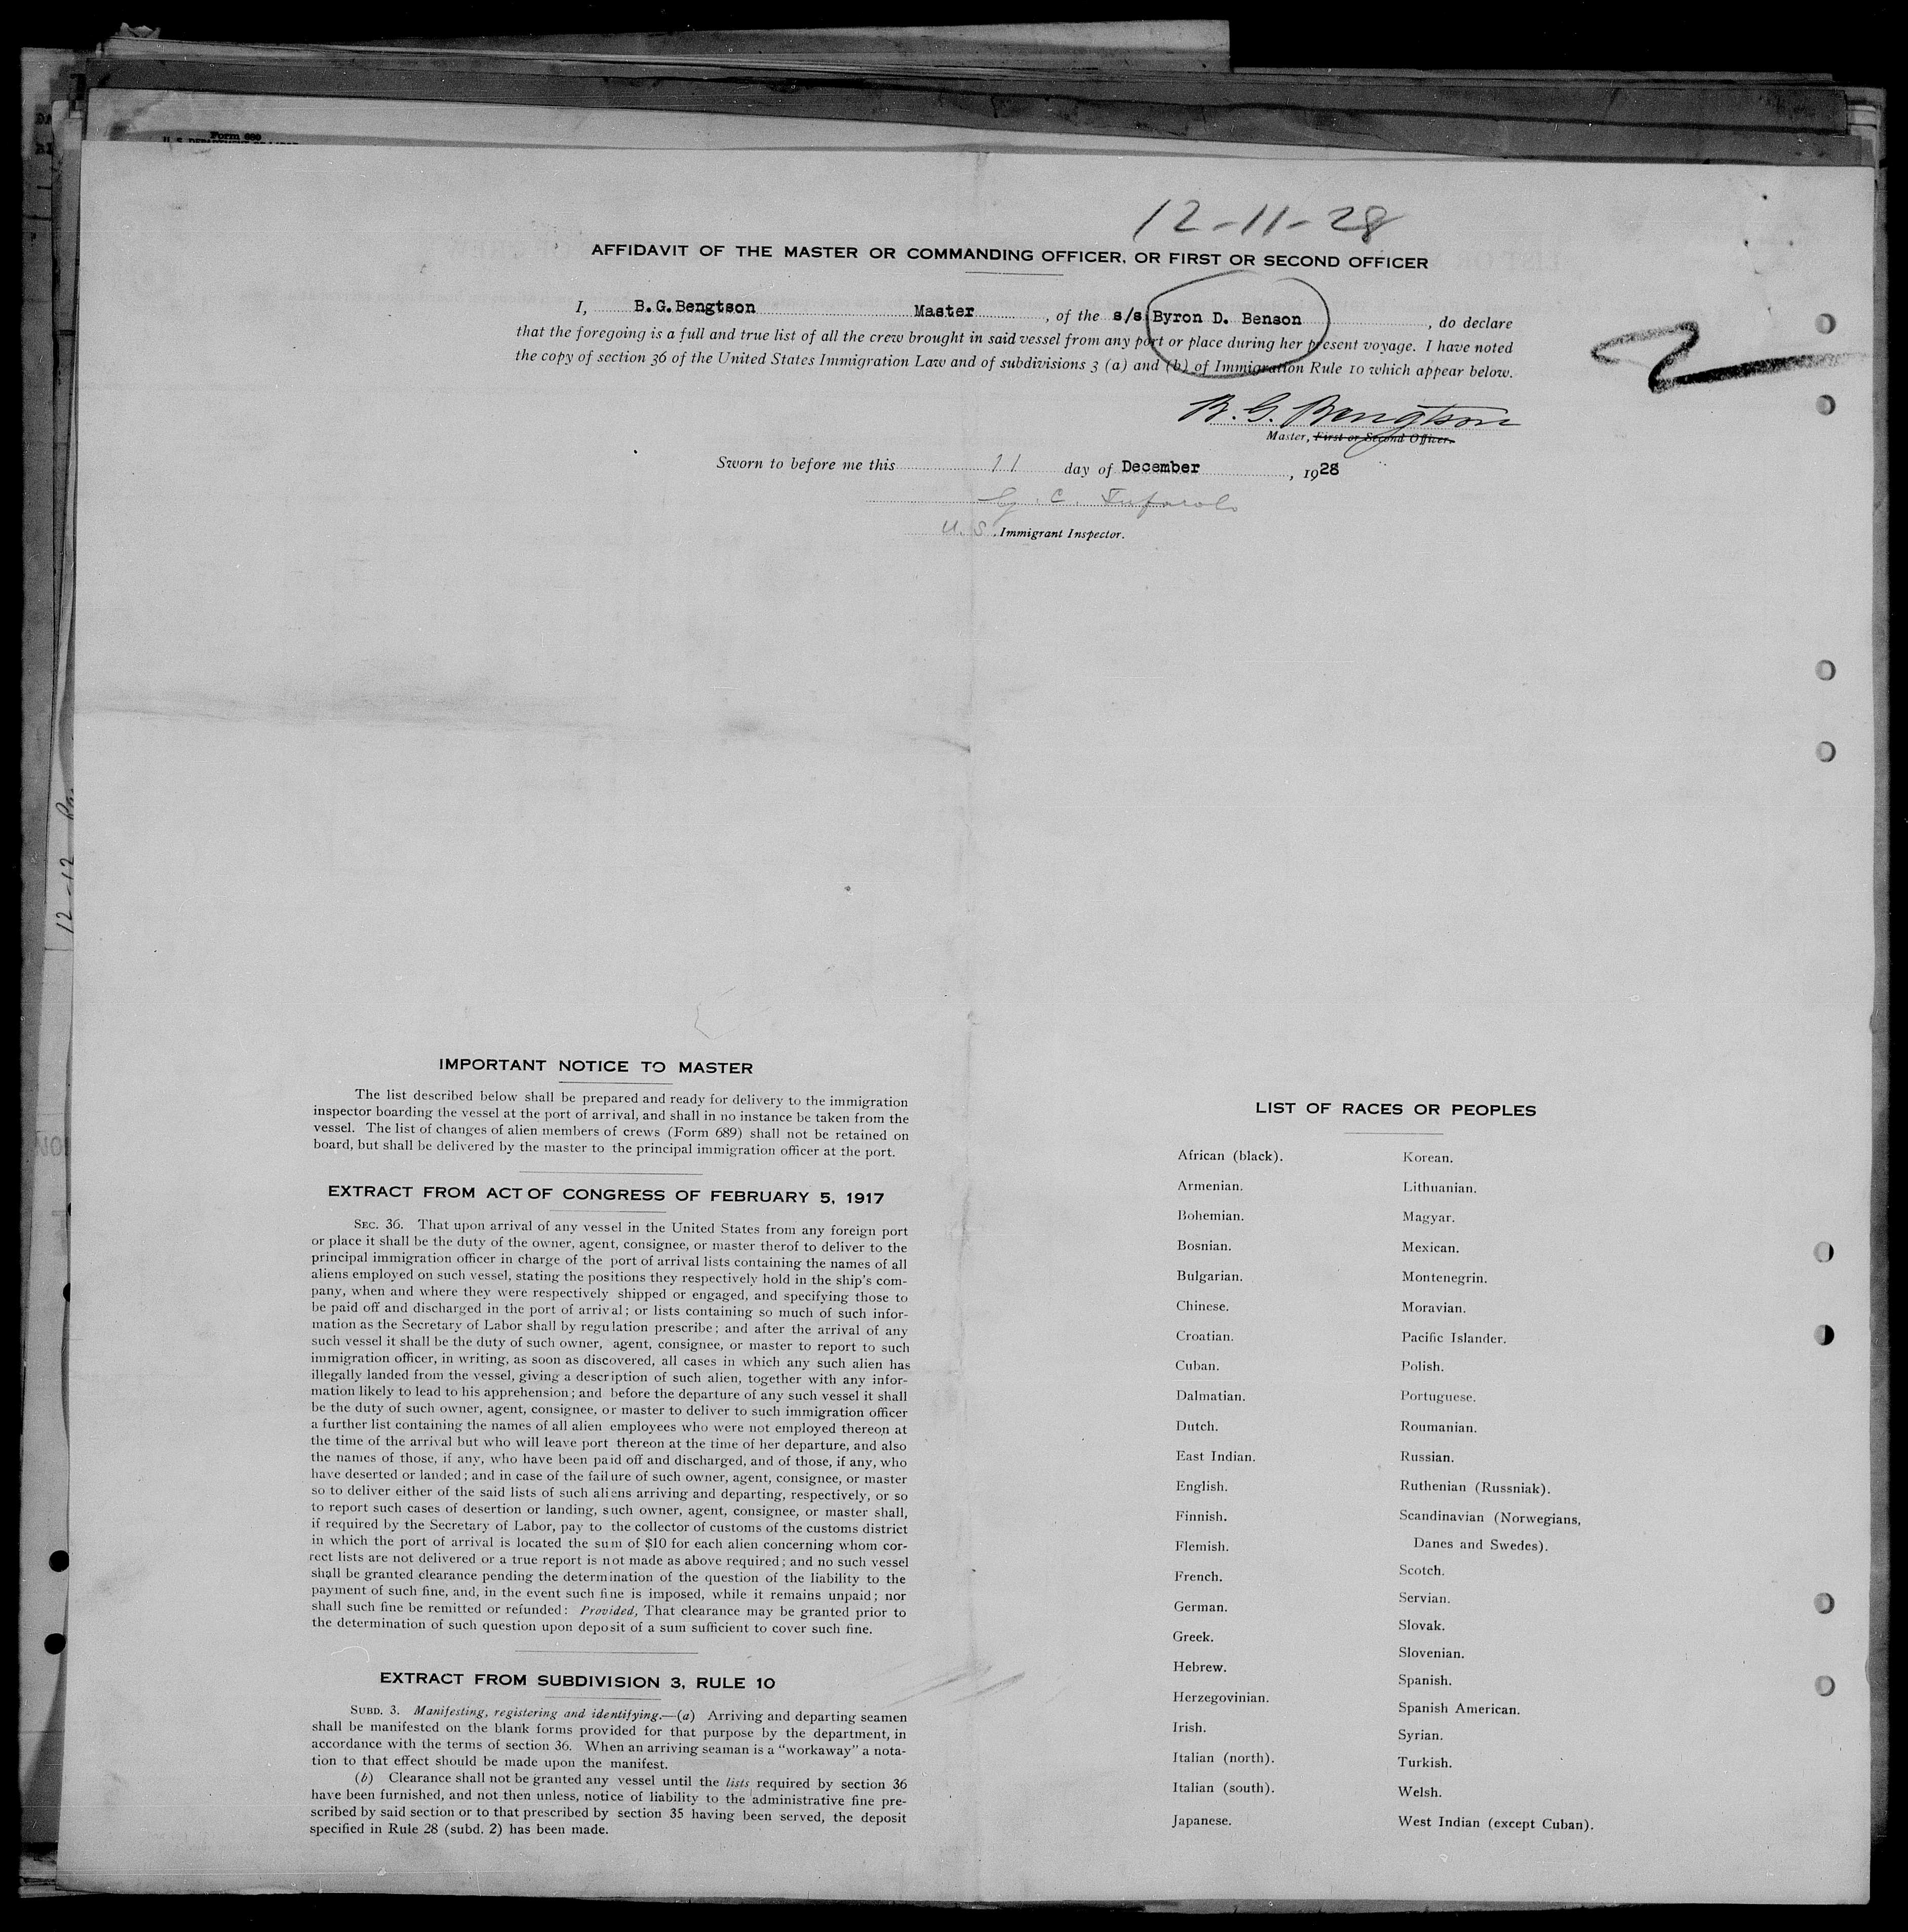 Form 680
12-11-28
AFFIDAVIT OF THE MASTER OR COMMANDING OFFICER, OR FIRST OR SECOND OFFICER
I, B.G.Bengtson Master, of the s/s Byron D. Benson, do declare
that the foregoing is a full and true list of all the crew brought in said vessel from any port or place during her present voyage. I have noted
the copy of section 36 of the United States Immigration Law and of subdivisions 3 (a) and (b) of Immigration Rule 10 which appear below.
2
B. G. Bengtson
Master, First or Second Officer.
Sworn to before me this 11 day of December, 1928
C.
U. S. Immigrant Inspector.
12-12
IMPORTANT NOTICE TO MASTER
The list described below shall be prepared and ready for delivery to the immigration
inspector boarding the vessel at the port of arrival, and shall in no instance be taken from the
vessel. The list of changes of alien members of crews (Form 689) shall not be retained on
board, but shall be delivered by the master to the principal immigration officer at the port.
EXTRACT FROM ACT OF CONGRESS OF FEBRUARY 5, 1917
SEC. 36. That upon arrival of any vessel in the United States from any foreign port
or place it shall be the duty of the owner, agent, consignee, or master therof to deliver to the
principal immigration officer in charge of the port of arrival lists containing the names of all
aliens employed on such vessel, stating the positions they respectively hold in the ship's com-
pany, when and where they were respectively shipped or engaged, and specifying those to
be paid off and discharged in the port of arrival; or lists containing so much of such infor-
mation as the Secretary of Labor shall by regulation prescribe; and after the arrival of any
such vessel it shall be the duty of such owner, agent, consignee, or master to report to such
immigration officer, in writing, as soon as discovered, all cases in which any such alien has
illegally landed from the vessel, giving a description of such alien, together with any infor-
mation likely to lead to his apprehension; and before the departure of any such vessel it shall
be the duty of such owner, agent, consignee, or master to deliver to such immigration officer
a further list containing the names of all alien employees who were not employed thereon at
the time of the arrival but who will leave port thereon at the time of her departure, and also
the names of those, if any, who have been paid off and discharged, and of those, if any, who
have deserted or landed; and in case of the failure of such owner, agent, consignee, or master
so to deliver either of the said lists of such aliens arriving and departing, respectively, or so
to report such cases of desertion or landing, such owner, agent, consignee, or master shall,
if required by the Secretary of Labor, pay to the collector of customs of the customs district
in which the port of arrival is located the sum of $10 for each alien concerning whom cor-
rect lists are not delivered or a true report is not made as above required; and no such vessel
shall be granted clearance pending the determination of the question of the liability to the
payment of such fine, and, in the event such fine is imposed, while it remains unpaid; nor
shall such fine be remitted or refunded: Provided, That clearance may be granted prior to
the determination of such question upon deposit of a sum sufficient to cover such fine.
EXTRACT FROM SUBDIVISION 3, RULE 10
SUBD. 3. Manifesting, registering and identifying.—(a) Arriving and departing seamen
shall be manifested on the blank forms provided for that purpose by the department, in
accordance with the terms of section 36. When an arriving seaman is a "workaway" a nota-
tion to that effect should be made upon the manifest.
(b) Clearance shall not be granted any vessel until the lists required by section 36
have been furnished, and not then unless, notice of liability to the administrative fine pre-
scribed by said section or to that prescribed by section 35 having been served, the deposit
specified in Rule 28 (subd. 2) has been made.
LIST OF RACES OR PEOPLES
African (black).
Armenian.
Bohemian.
Bosnian.
Bulgarian.
Chinese.
Croatian.
Cuban.
Dalmatian.
Dutch.
East Indian.
English.
Finnish.
Flemish.
French.
German.
Greek.
Hebrew.
Herzegovinian.
Irish.
Italian (north).
Italian (south).
Japanese.
Korean.
Lithuanian.
Magyar.
Mexican.
Montenegrin.
Moravian.
Pacific Islander.
Polish.
Portuguese.
Roumanian.
Russian.
Ruthenian (Russniak).
Scandinavian (Norwegians,
Danes and Swedes).
Scotch.
Servian.
Slovak.
Slovenian.
Spanish.
Spanish American.
Syrian.
Turkish.
Welsh.
West Indian (except Cuban).